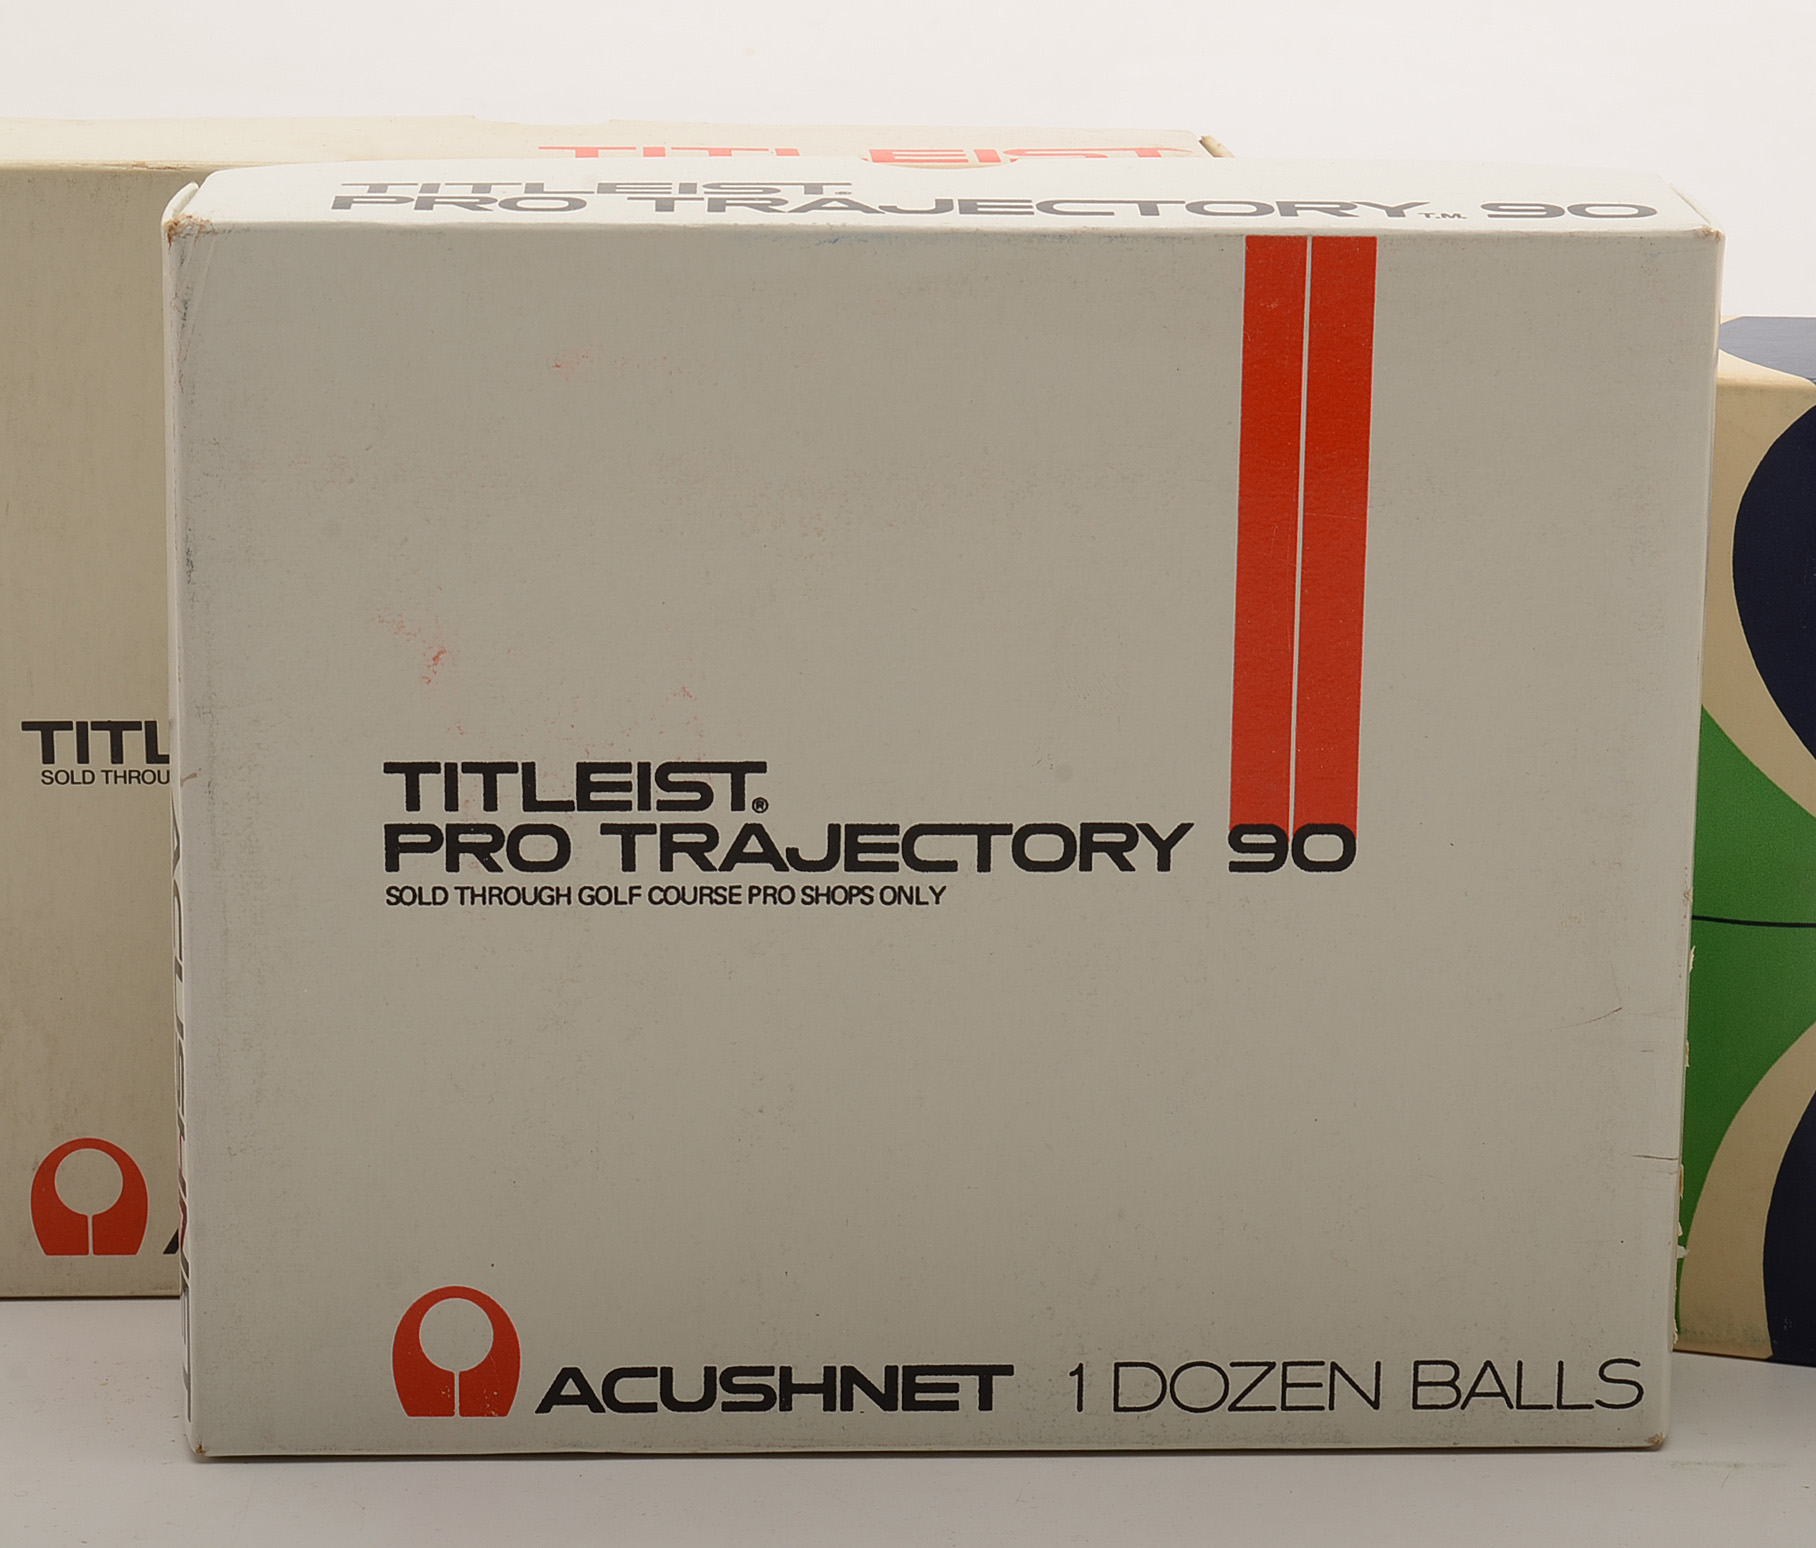 TITLEIST
TITLEIST®
PRO TRAJECTORY T.M. 90
TITL
SOLD THROU
TITLEIST®
PRO TRAJECTORY 90
SOLD THROUGH GOLF COURSE PRO SHOPS ONLY
ACUSHNET
ACUSHNET 1 DOZEN BALLS